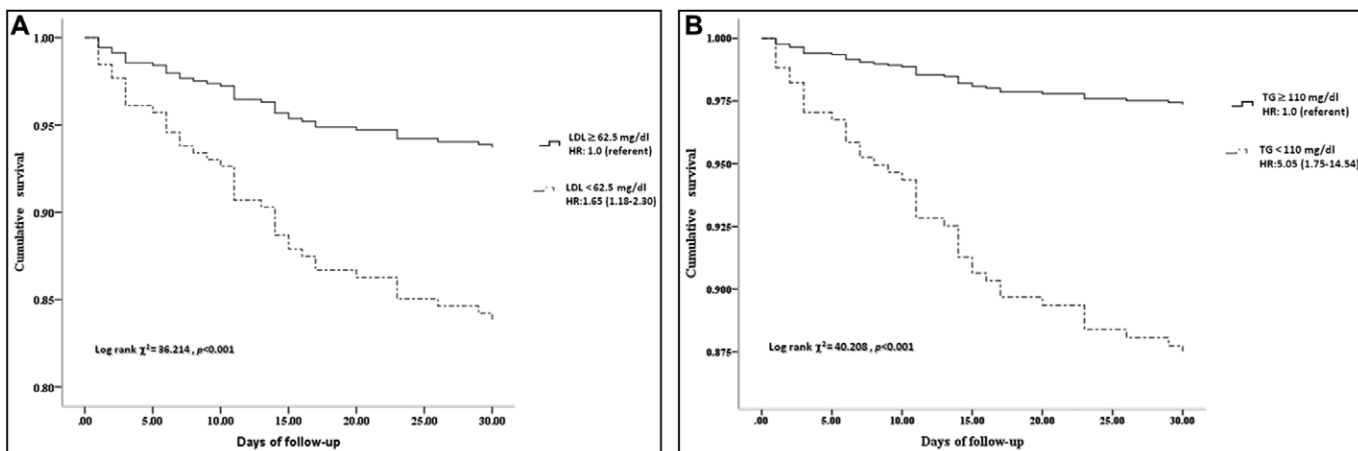 A
Cumulative survival
1.00
0.95
0.90
0.85
0.80
LDL ≥ 62.5 mg/dl
HR: 1.0 (referent)
LDL < 62.5 mg/dl
HR:1.65 (1.18-2.30)
Log rank χ²= 36.214 , p<0.001
.00 5.00 10.00 15.00 20.00 25.00 30.00
Days of follow-up
B
Cumulative survival
1.000
0.975
0.950
0.925
0.900
0.875
TG ≥ 110 mg/dl
HR: 1.0 (referent)
TG < 110 mg/dl
HR:5.05 (1.75-14.54)
Log rank χ²= 40.208 , p<0.001
.00 5.00 10.00 15.00 20.00 25.00 30.00
Days of follow-up